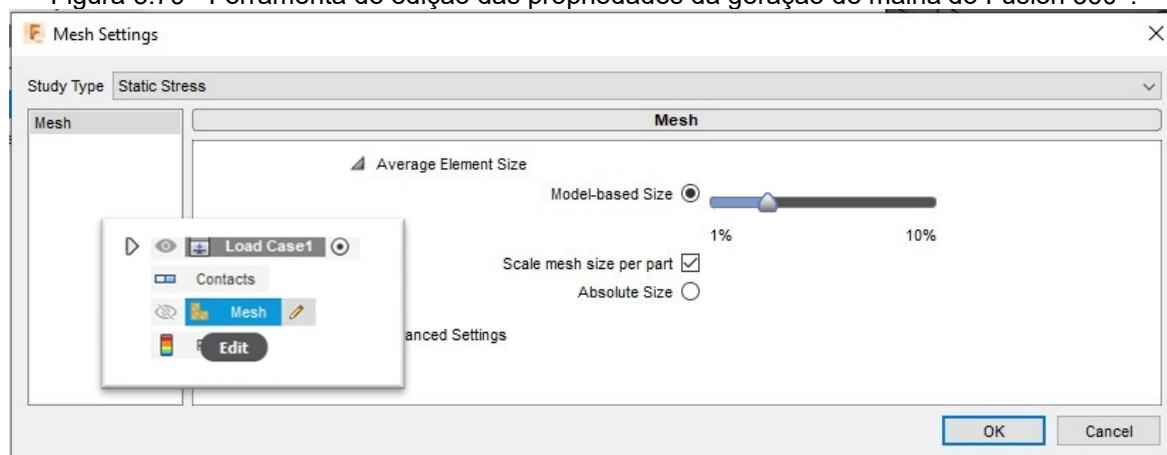 Mesh Settings
Study Type Static Stress
Mesh
Mesh
Average Element Size
Model-based Size
1% 10%
Scale mesh size per part
Absolute Size
anced Settings
Load Case1
Contacts
Mesh
Edit
OK Cancel